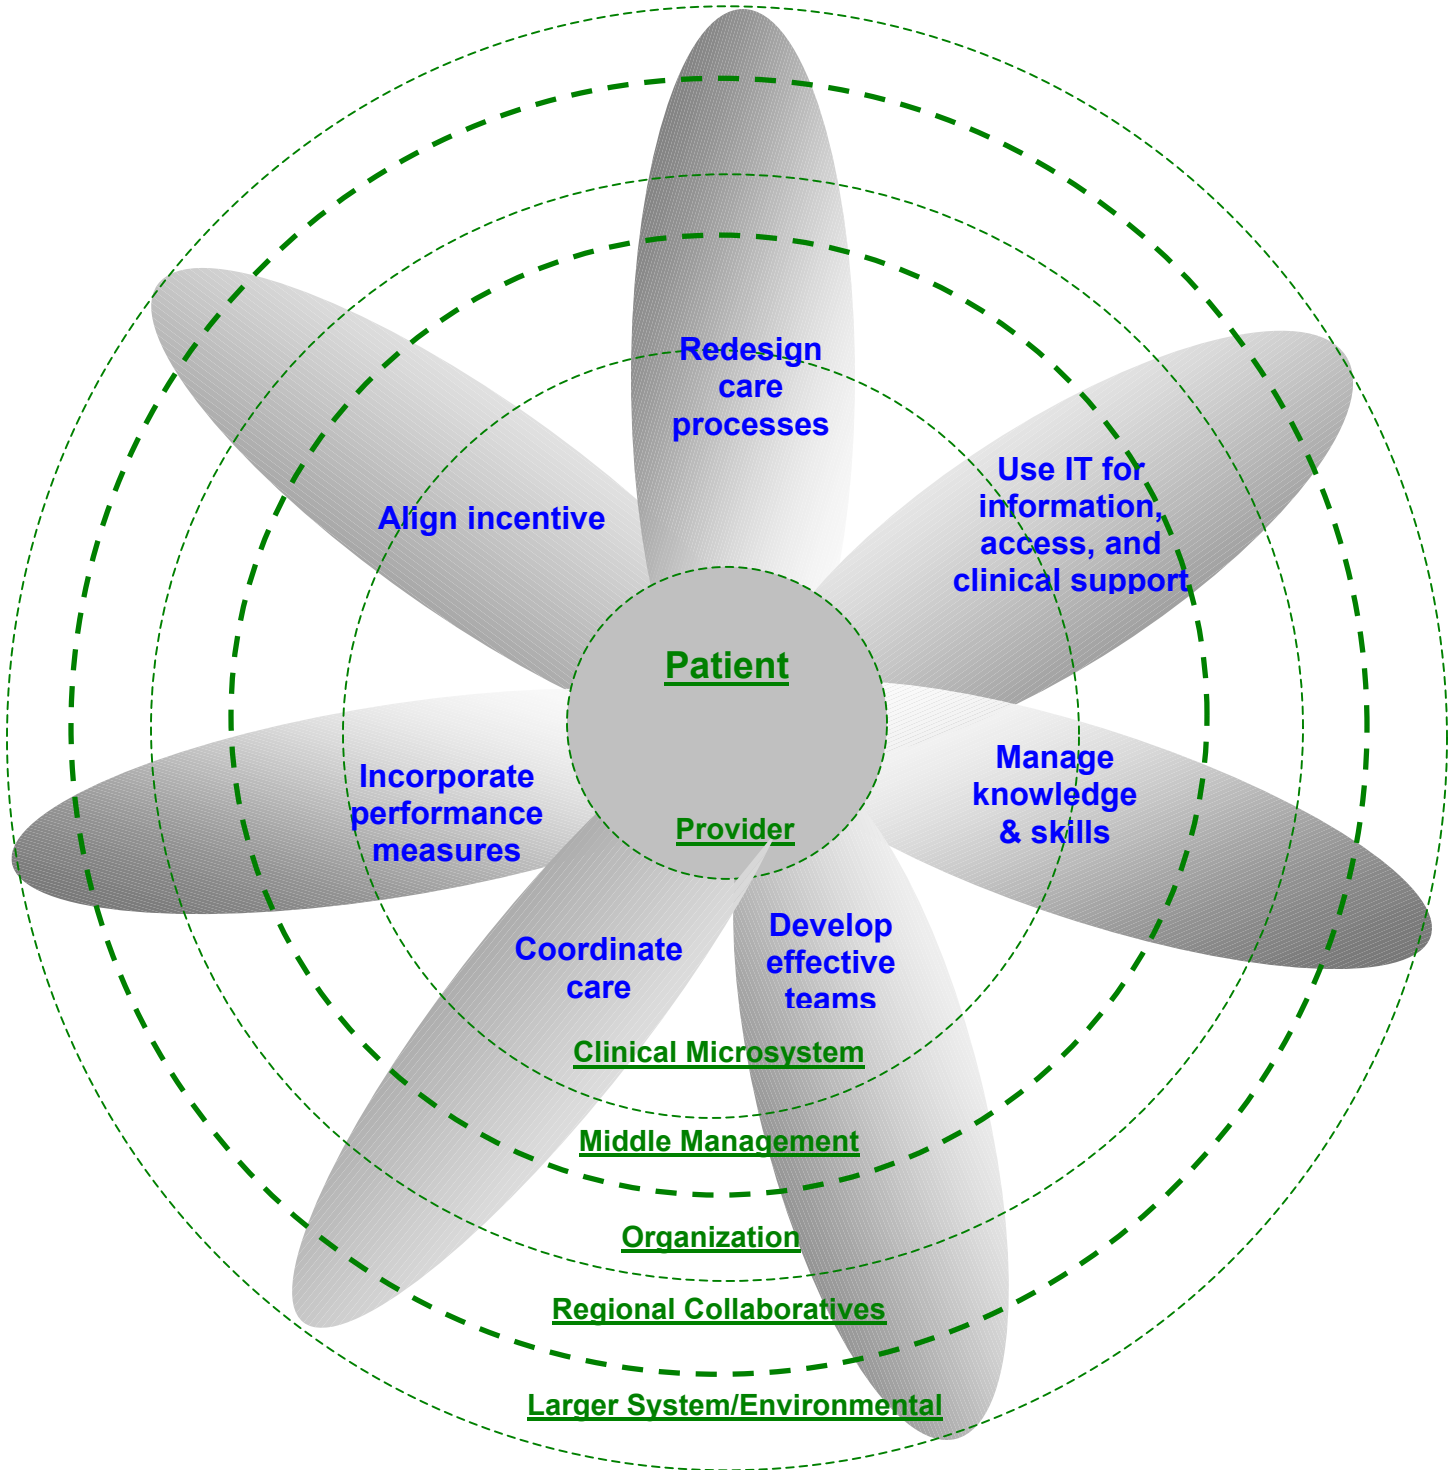 Redesign
care
processes
Use IT for
information,
access, and
clinical support
Align incentive
Patient
Manage
knowledge
& skills
Incorporate
performance
measures
Provider
Develop
effective
teams
Coordinate
care
Clinical Microsystem
Middle Management
Organization
Regional Collaboratives
Larger System/Environmental